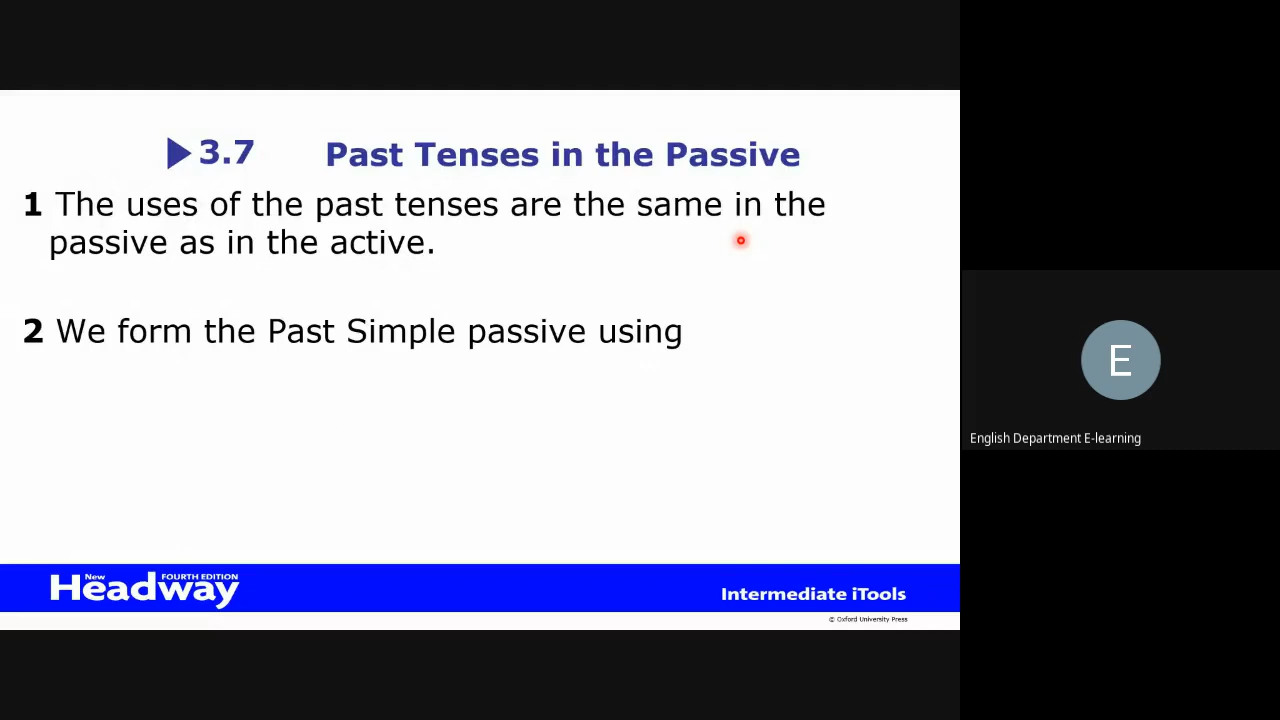 3.7 Past Tenses in the Passive
1 The uses of the past tenses are the same in the
passive as in the active.
2 We form the Past Simple passive using
New Headway FOURTH EDITION
Intermediate iTools
© Oxford University Press
E
English Department E-learning